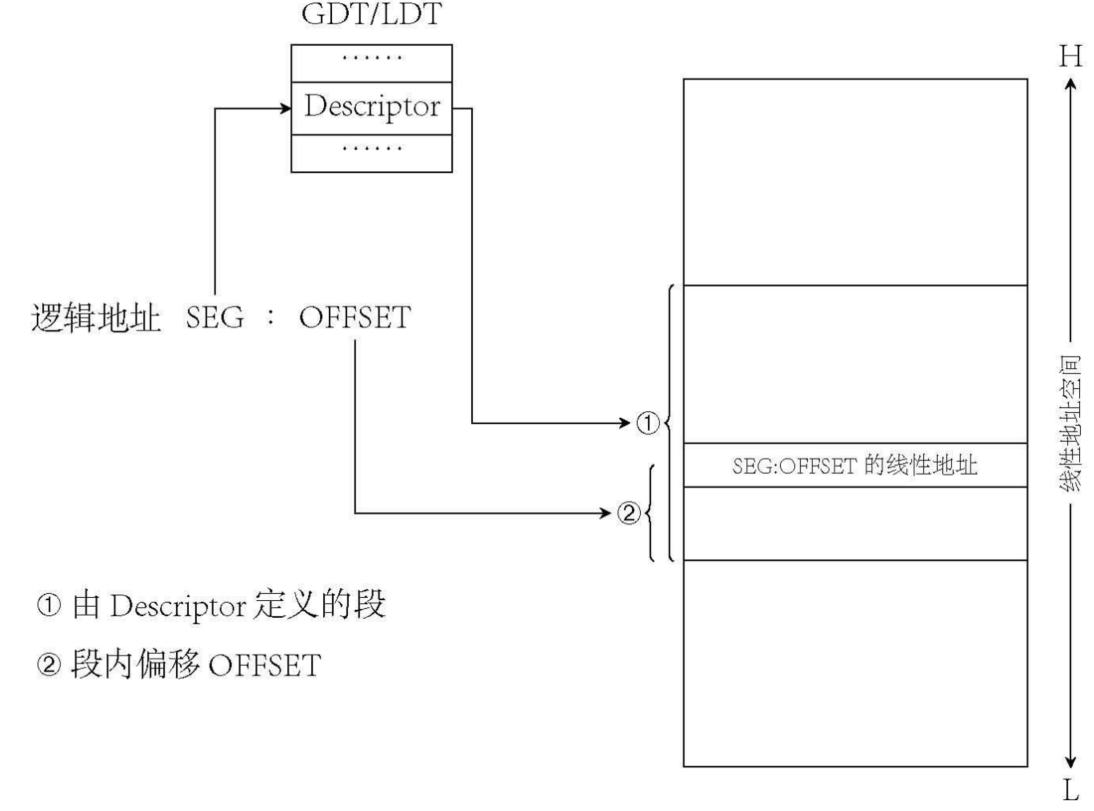 GDT/LDT
······
Descriptor
······
逻辑地址 SEG : OFFSET
H
①
SEG:OFFSET 的线性地址
②
线性地址空间
① 由 Descriptor 定义的段
② 段内偏移 OFFSET
L